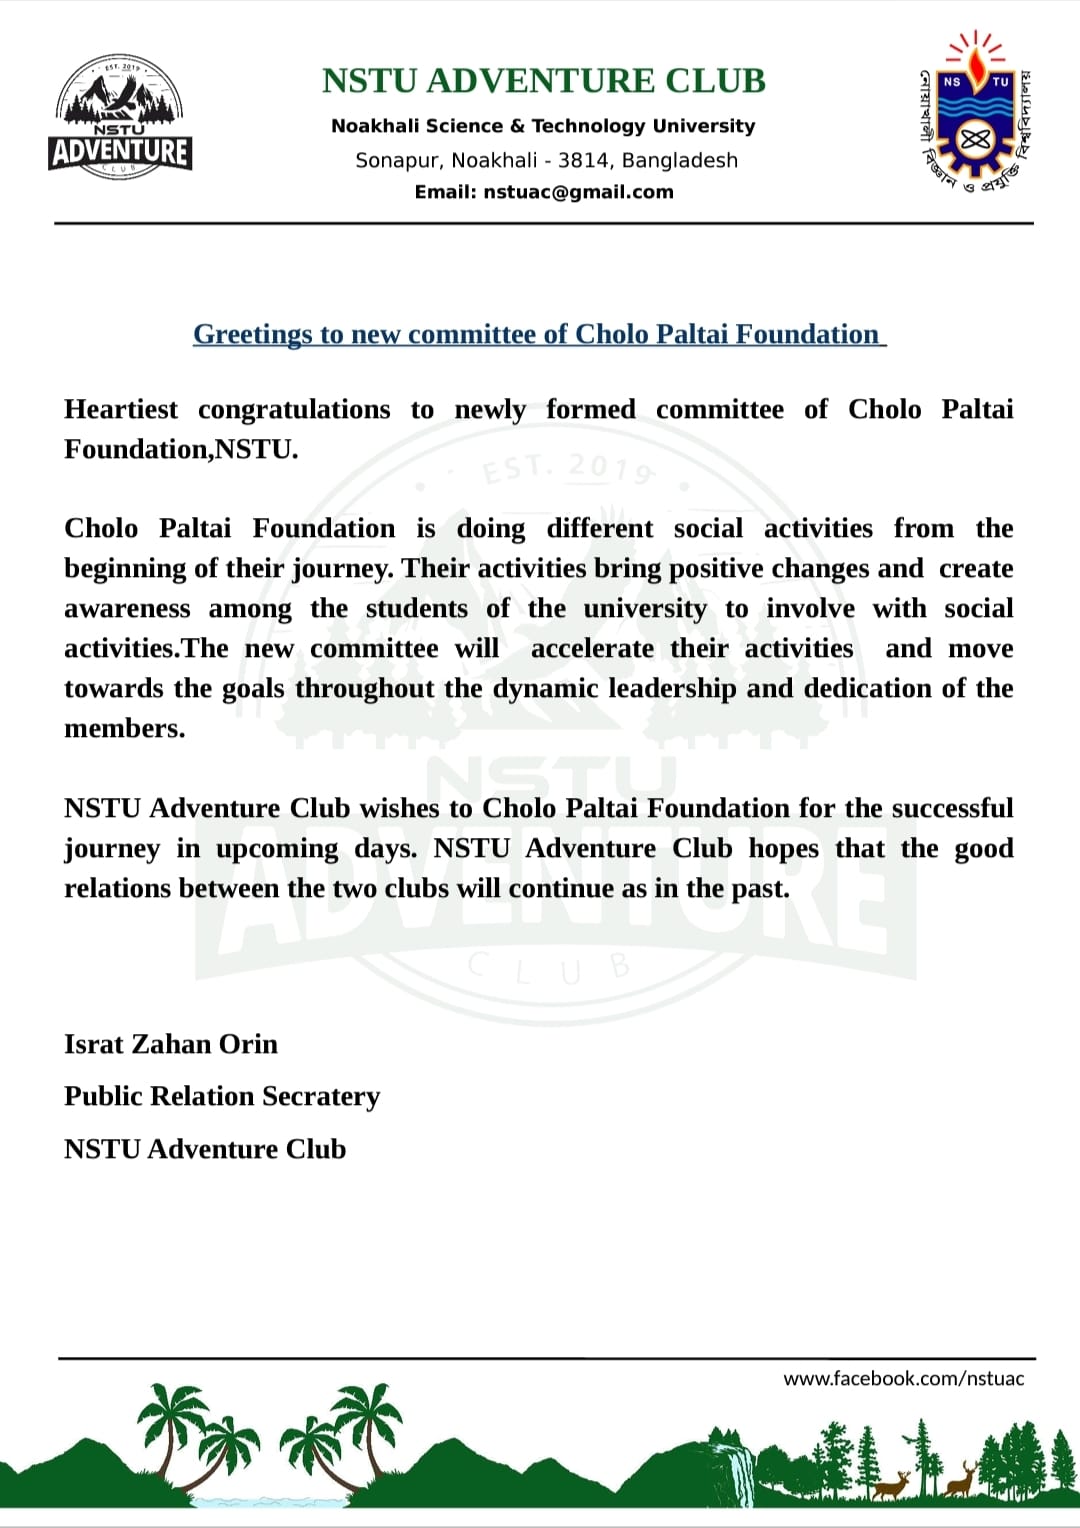 EST. 2019
NSTU
ADVENTURE
CLUB
NSTU ADVENTURE CLUB
Noakhali Science & Technology University
Sonapur, Noakhali - 3814, Bangladesh
Email: nstuac@gmail.com
NS TU
নোয়াখালী বিজ্ঞান ও প্রযুক্তি বিশ্ববিদ্যালয়
Greetings to new committee of Cholo Paltai Foundation
Heartiest congratulations to newly formed committee of Cholo Paltai
Foundation,NSTU.
Cholo Paltai Foundation is doing different social activities from the
beginning of their journey. Their activities bring positive changes and create
awareness among the students of the university to involve with social
activities.The new committee will accelerate their activities and move
towards the goals throughout the dynamic leadership and dedication of the
members.
NSTU Adventure Club wishes to Cholo Paltai Foundation for the successful
journey in upcoming days. NSTU Adventure Club hopes that the good
relations between the two clubs will continue as in the past.
EST. 2019
NSTU
ADVENTURE
CLUB
Israt Zahan Orin
Public Relation Secratery
NSTU Adventure Club
www.facebook.com/nstuac